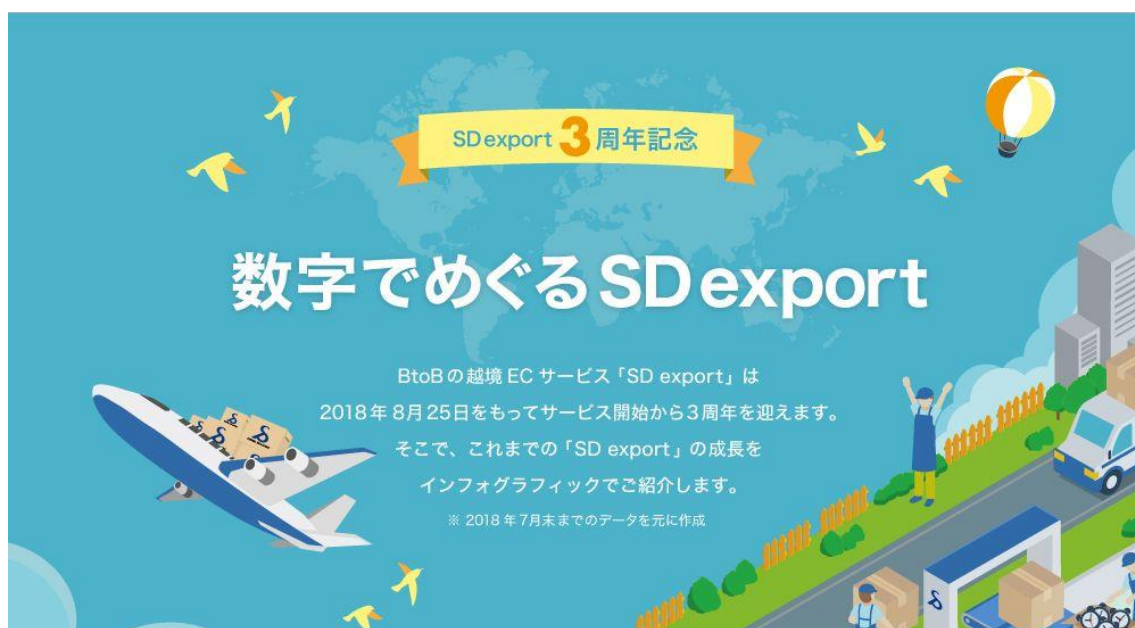 SD export 3 周年記念
数字でめぐるSD export
BtoBの越境ECサービス「SD export」は
2018年8月25日をもってサービス開始から3周年を迎えます。
そこで、これまでの「SD export」の成長を
インフォグラフィックでご紹介します。
※ 2018年7月末までのデータを元に作成